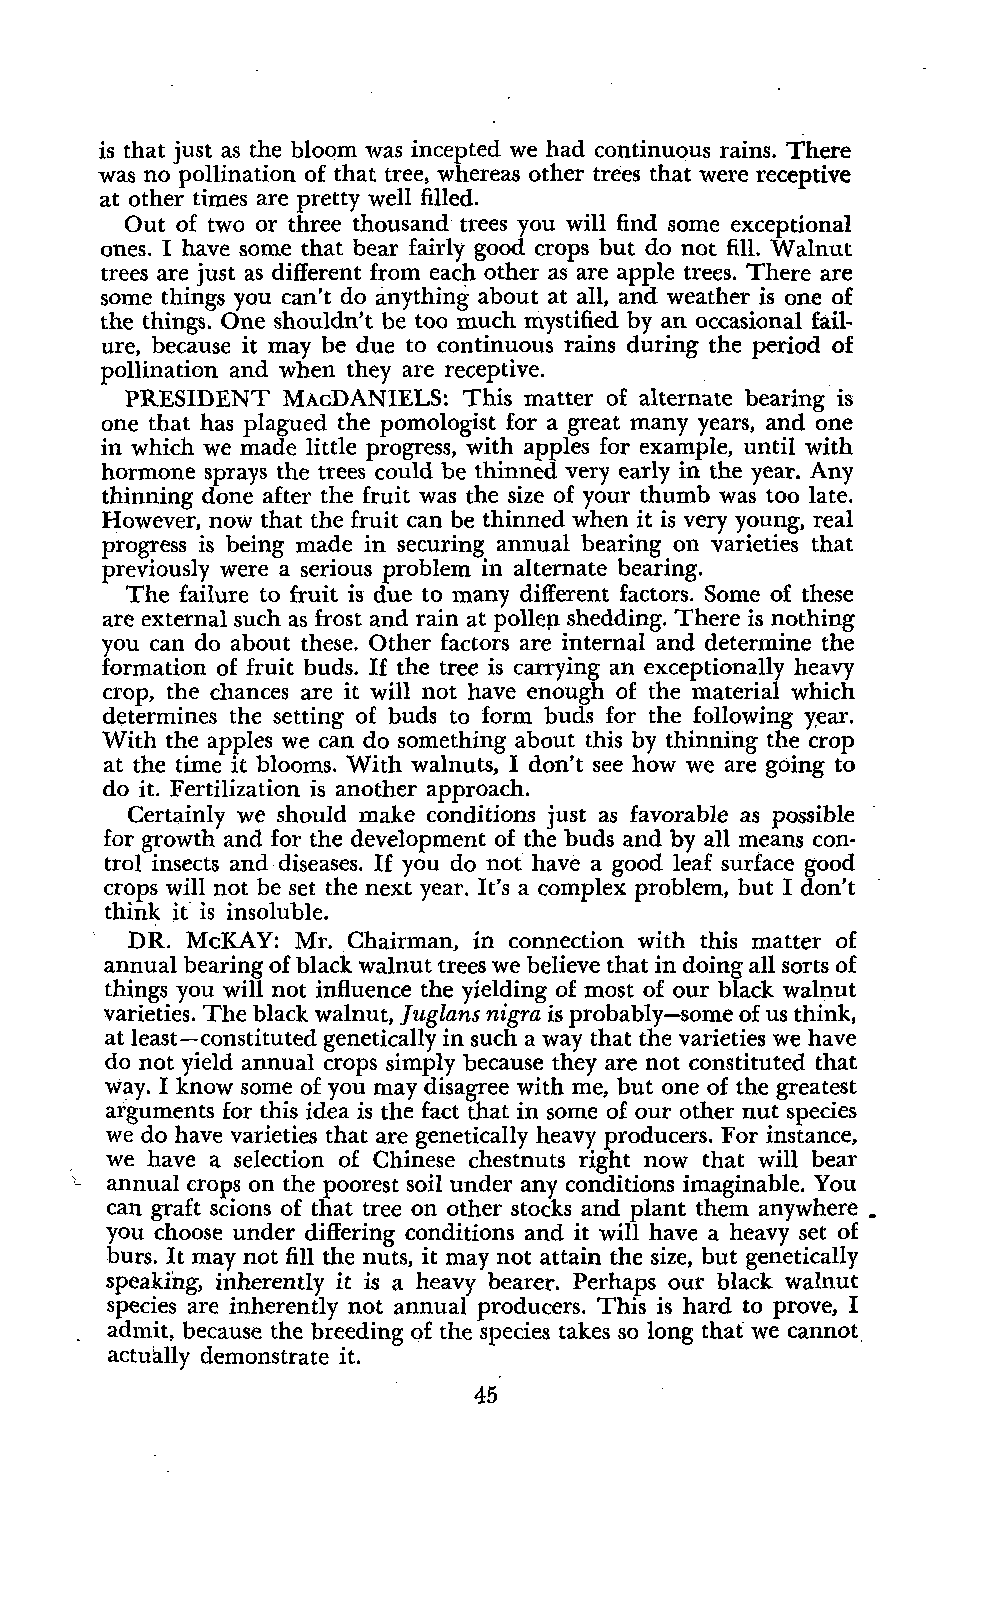 is that just as the bloom was incepted we had continuous rains. There
was no pollination of that tree, whereas other trees that were receptive
at other times are pretty well filled.
Out of two or three thousand trees you will find some exceptional
ones. I have some that bear fairly good crops but do not fill. Walnut
trees are just as different from each other as are apple trees. There are
some things you can't do anything about at all, and weather is one of
the things. One shouldn't be too much mystified by an occasional fail-
ure, because it may be due to continuous rains during the period of
pollination and when they are receptive.
PRESIDENT MACDANIELS: This matter of alternate bearing is
one that has plagued the pomologist for a great many years, and one
in which we made little progress, with apples for example, until with
hormone sprays the trees could be thinned very early in the year. Any
thinning done after the fruit was the size of your thumb was too late.
However, now that the fruit can be thinned when it is very young, real
progress is being made in securing annual bearing on varieties that
previously were a serious problem in alternate bearing.
The failure to fruit is due to many different factors. Some of these
are external such as frost and rain at pollen shedding. There is nothing
you can do about these. Other factors are internal and determine the
formation of fruit buds. If the tree is carrying an exceptionally heavy
crop, the chances are it will not have enough of the material which
determines the setting of buds to form buds for the following year.
With the apples we can do something about this by thinning the crop
at the time it blooms. With walnuts, I don't see how we are going to
do it. Fertilization is another approach.
Certainly we should make conditions just as favorable as possible
for growth and for the development of the buds and by all means con-
trol insects and diseases. If you do not have a good leaf surface good
crops will not be set the next year. It's a complex problem, but I don't
think it is insoluble.
DR. McKAY: Mr. Chairman, in connection with this matter of
annual bearing of black walnut trees we believe that in doing all sorts of
things you will not influence the yielding of most of our black walnut
varieties. The black walnut, Juglans nigra is probably—some of us think,
at least—constituted genetically in such a way that the varieties we have
do not yield annual crops simply because they are not constituted that
way. I know some of you may disagree with me, but one of the greatest
arguments for this idea is the fact that in some of our other nut species
we do have varieties that are genetically heavy producers. For instance,
we have a selection of Chinese chestnuts right now that will bear
annual crops on the poorest soil under any conditions imaginable. You
can graft scions of that tree on other stocks and plant them anywhere
you choose under differing conditions and it will have a heavy set of
burs. It may not fill the nuts, it may not attain the size, but genetically
speaking, inherently it is a heavy bearer. Perhaps our black walnut
species are inherently not annual producers. This is hard to prove, I
admit, because the breeding of the species takes so long that we cannot
actually demonstrate it.
45